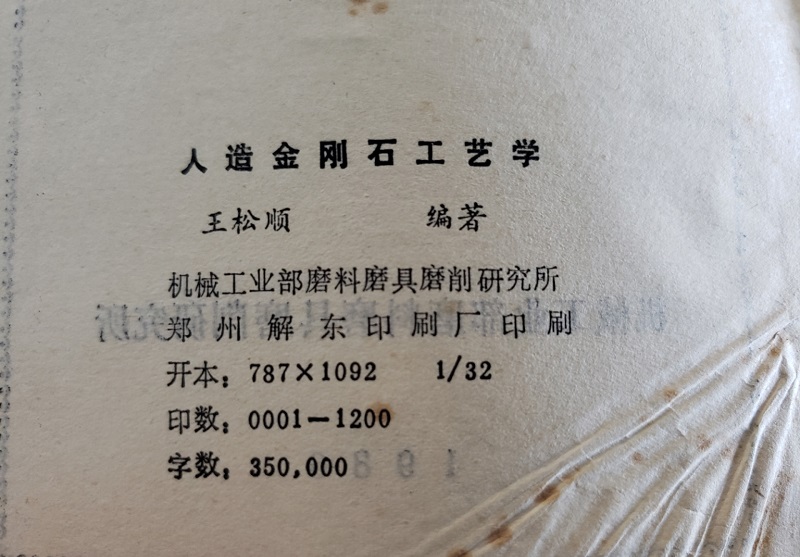 人造金刚石工艺学
王松顺 编著
机械工业部磨料磨具磨削研究所
郑州解东印刷厂印刷
开本：787×1092 1/32
印数：0001—1200
字数：350,000